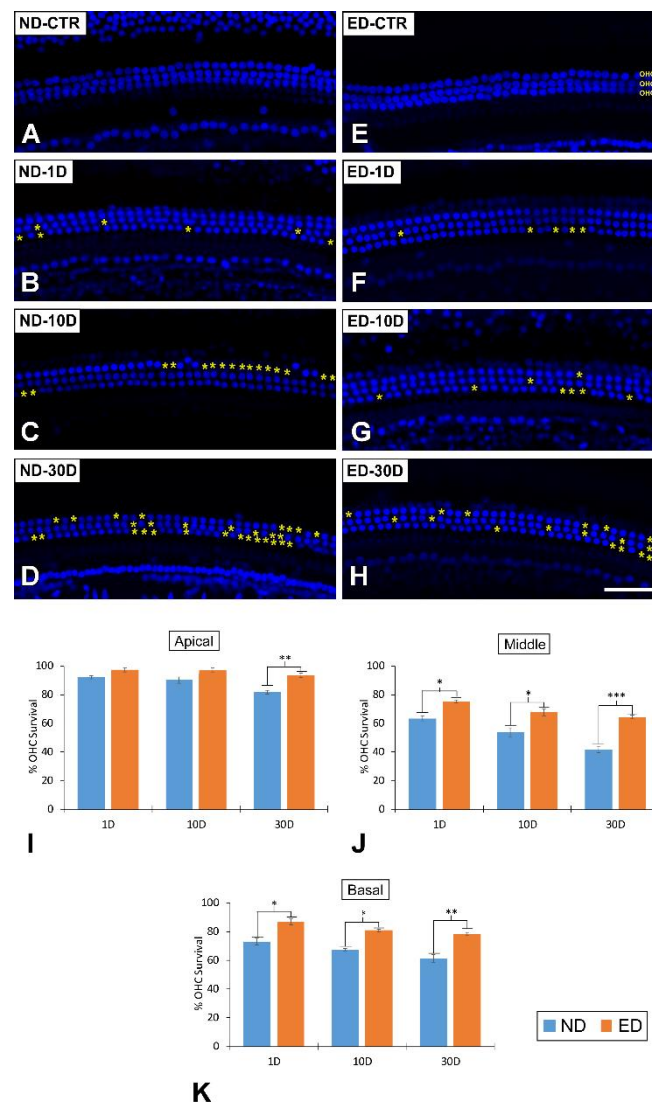 ND-CTR
A
ED-CTR
OHC
OHC
OHC
E
ND-1D
* * * * * * *
B
ED-1D
* * * * *
F
ND-10D
C
ED-10D
G
ND-30D
D
ED-30D
H
Apical
% OHC Survival
100
80
60
40
20
0
**
1D 10D 30D
I
Middle
% OHC Survival
100
80
60
40
20
0
* * ***
1D 10D 30D
J
Basal
% OHC Survival
100
80
60
40
20
0
* * **
1D 10D 30D
K
ND ED